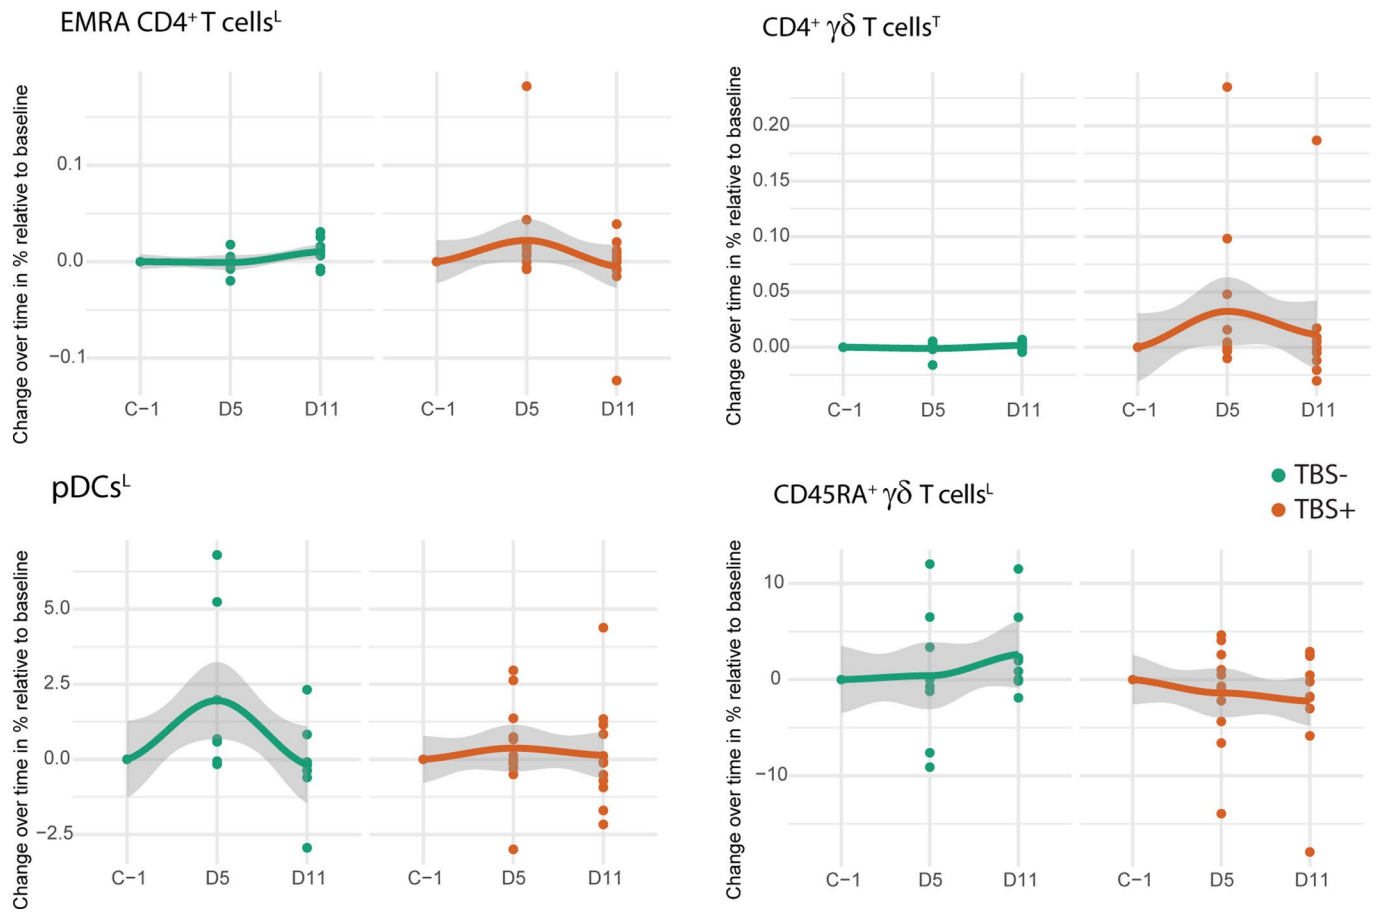 EMRA CD4⁺ T cellsᴸ
Change over time in % relative to baseline
0.1
0.0
−0.1
C−1 D5 D11 C−1 D5 D11
CD4⁺ γδ T cellsᵀ
Change over time in % relative to baseline
0.20
0.15
0.10
0.05
0.00
C−1 D5 D11 C−1 D5 D11
pDCsᴸ
Change over time in % relative to baseline
5.0
2.5
0.0
−2.5
C−1 D5 D11 C−1 D5 D11
CD45RA⁺ γδ T cellsᴸ
TBS-
TBS+
Change over time in % relative to baseline
10
0
−10
C−1 D5 D11 C−1 D5 D11